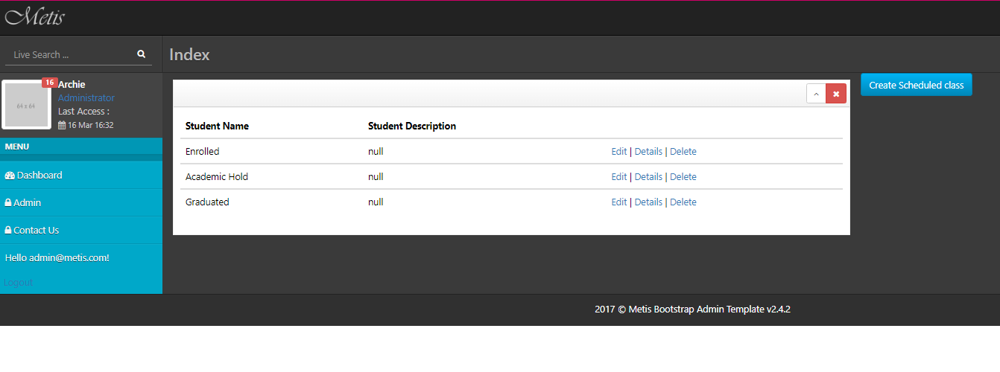 Metis
Live Search ...
Index
16
Archie
Administrator
Last Access :
16 Mar 16:32
64 x 64
Create Scheduled class
MENU
Dashboard
Admin
Contact Us
Hello admin@metis.com!
Logout
Student Name Student Description
Enrolled null Edit | Details | Delete
Academic Hold null Edit | Details | Delete
Graduated null Edit | Details | Delete
2017 © Metis Bootstrap Admin Template v2.4.2